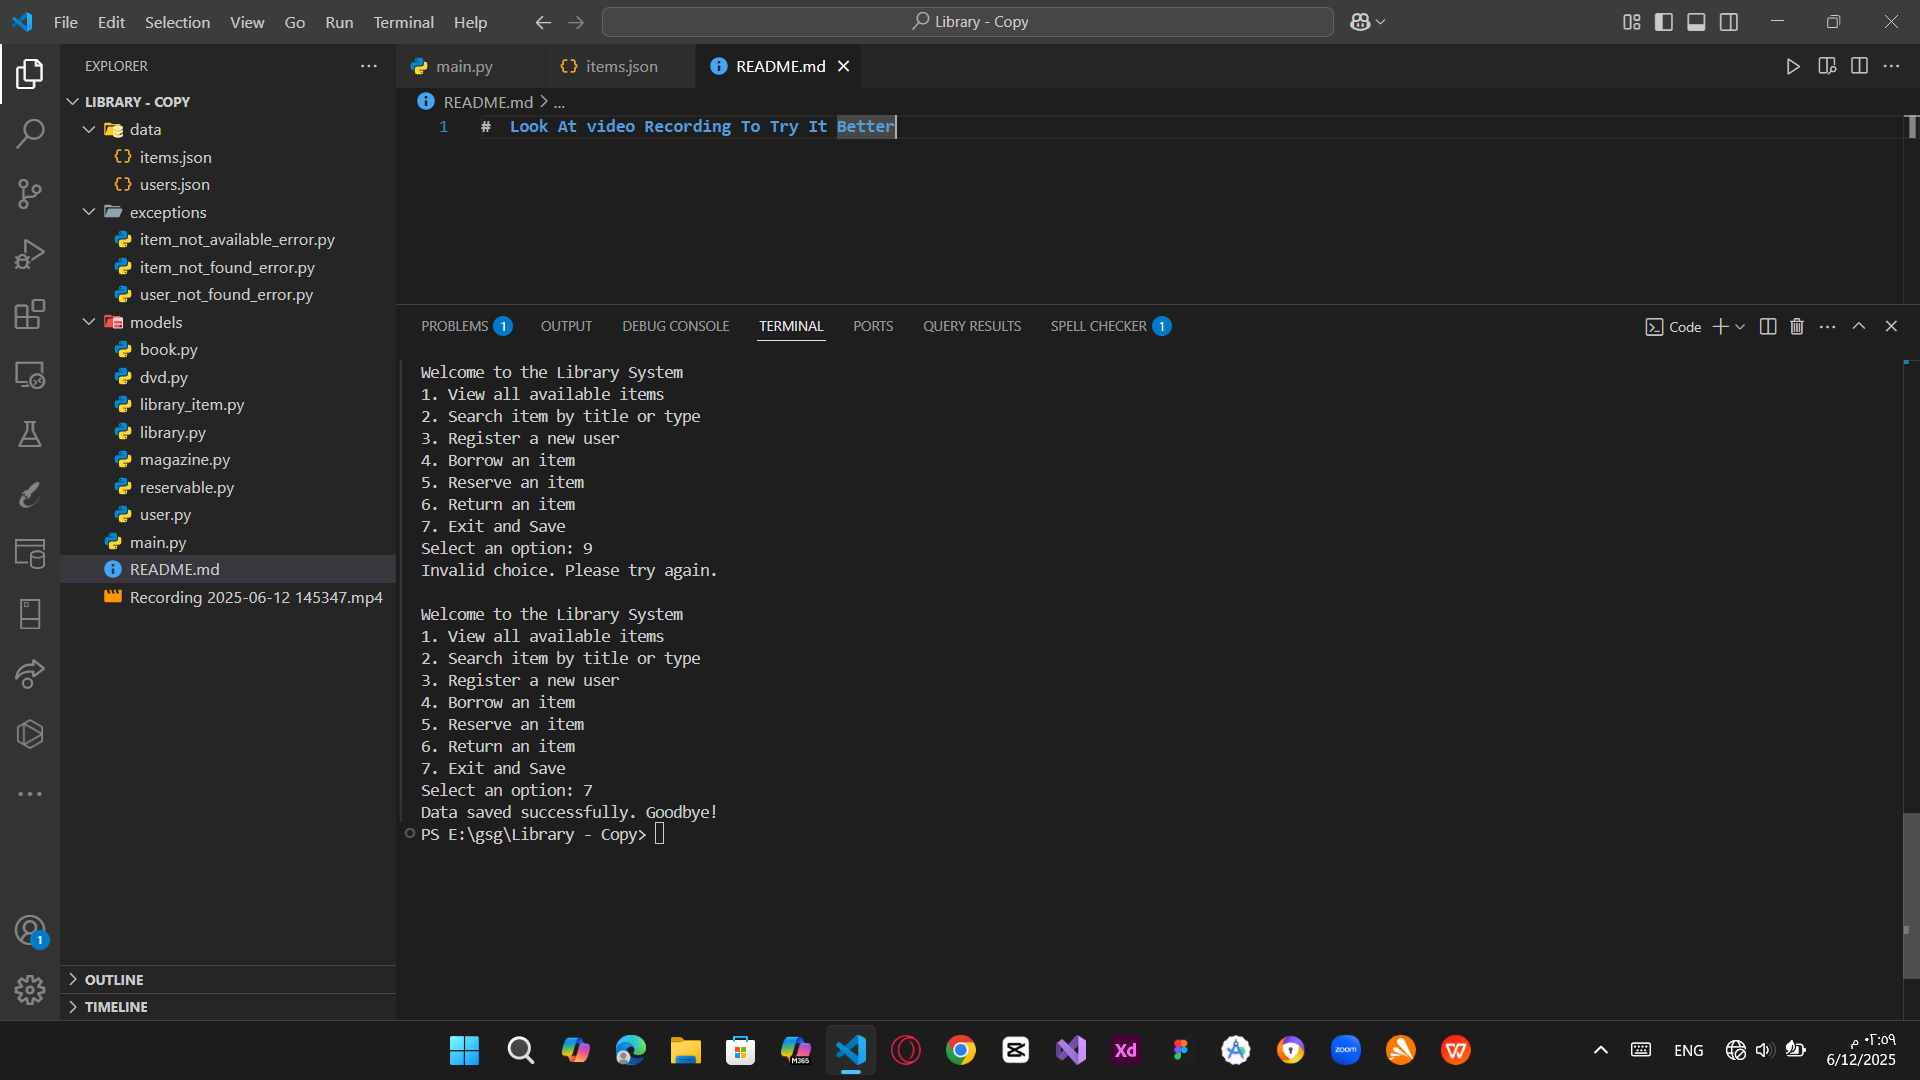 File Edit Selection View Go Run Terminal Help
Library - Copy
EXPLORER
LIBRARY - COPY
data
items.json
users.json
exceptions
item_not_available_error.py
item_not_found_error.py
user_not_found_error.py
models
book.py
dvd.py
library_item.py
library.py
magazine.py
reservable.py
user.py
main.py
README.md
Recording 2025-06-12 145347.mp4
OUTLINE
TIMELINE
1
main.py items.json README.md
README.md > ...
1 # Look At video Recording To Try It Better
PROBLEMS 1 OUTPUT DEBUG CONSOLE TERMINAL PORTS QUERY RESULTS SPELL CHECKER 1
Code
Welcome to the Library System
1. View all available items
2. Search item by title or type
3. Register a new user
4. Borrow an item
5. Reserve an item
6. Return an item
7. Exit and Save
Select an option: 9
Invalid choice. Please try again.
Welcome to the Library System
1. View all available items
2. Search item by title or type
3. Register a new user
4. Borrow an item
5. Reserve an item
6. Return an item
7. Exit and Save
Select an option: 7
Data saved successfully. Goodbye!
PS E:\gsg\Library - Copy>
M365
Xd
zoom
W
ENG
٠٢:٥٩ م
6/12/2025